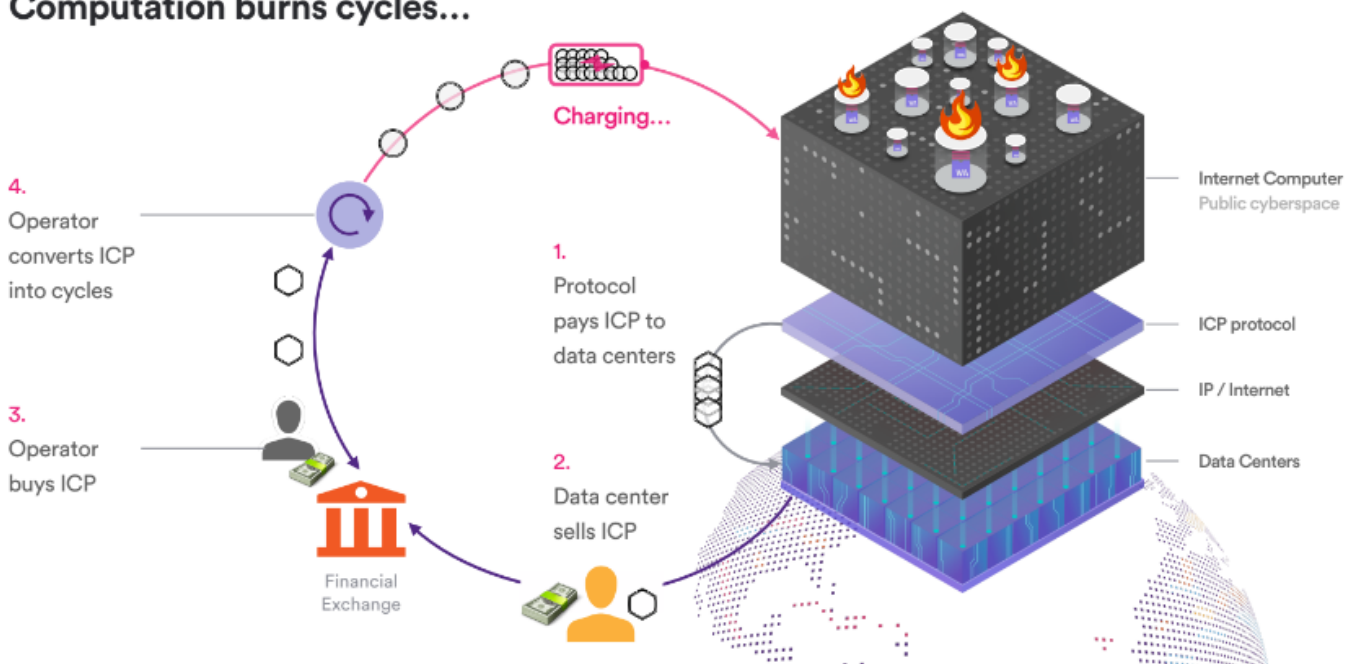 Computation burns cycles...
Charging...
4.
Operator
converts ICP
into cycles
Internet Computer
Public cyberspace
1.
Protocol
pays ICP to
data centers
ICP protocol
IP / Internet
3.
Operator
buys ICP
2.
Data center
sells ICP
Data Centers
Financial
Exchange